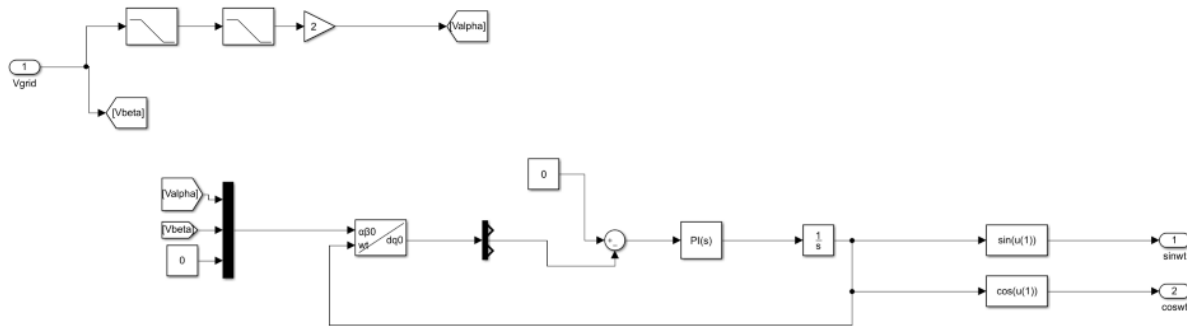 2
[Valpha]
1
Vgrid
[Vbeta]
0
[Valpha]
[Vbeta]
0
αβ0
wt
dq0
+
−
PI(s)
1
s
sin(u(1))
1
sinwt
cos(u(1))
2
coswt